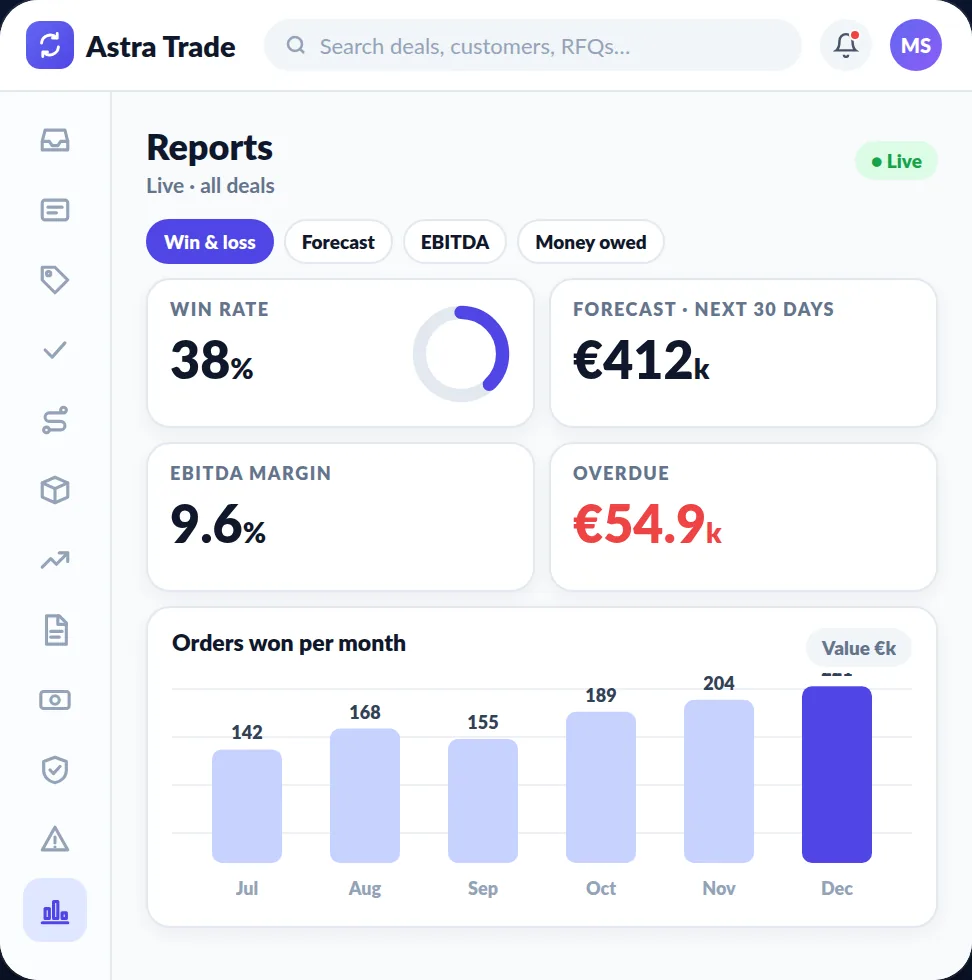 Astra Trade
Search deals, customers, RFQs...
MS
Reports
Live · all deals
Live
Win & loss
Forecast
EBITDA
Money owed
WIN RATE
38%
FORECAST · NEXT 30 DAYS
€412k
EBITDA MARGIN
9.6%
OVERDUE
€54.9k
Orders won per month
Value €k
142
168
155
189
204
Jul
Aug
Sep
Oct
Nov
Dec